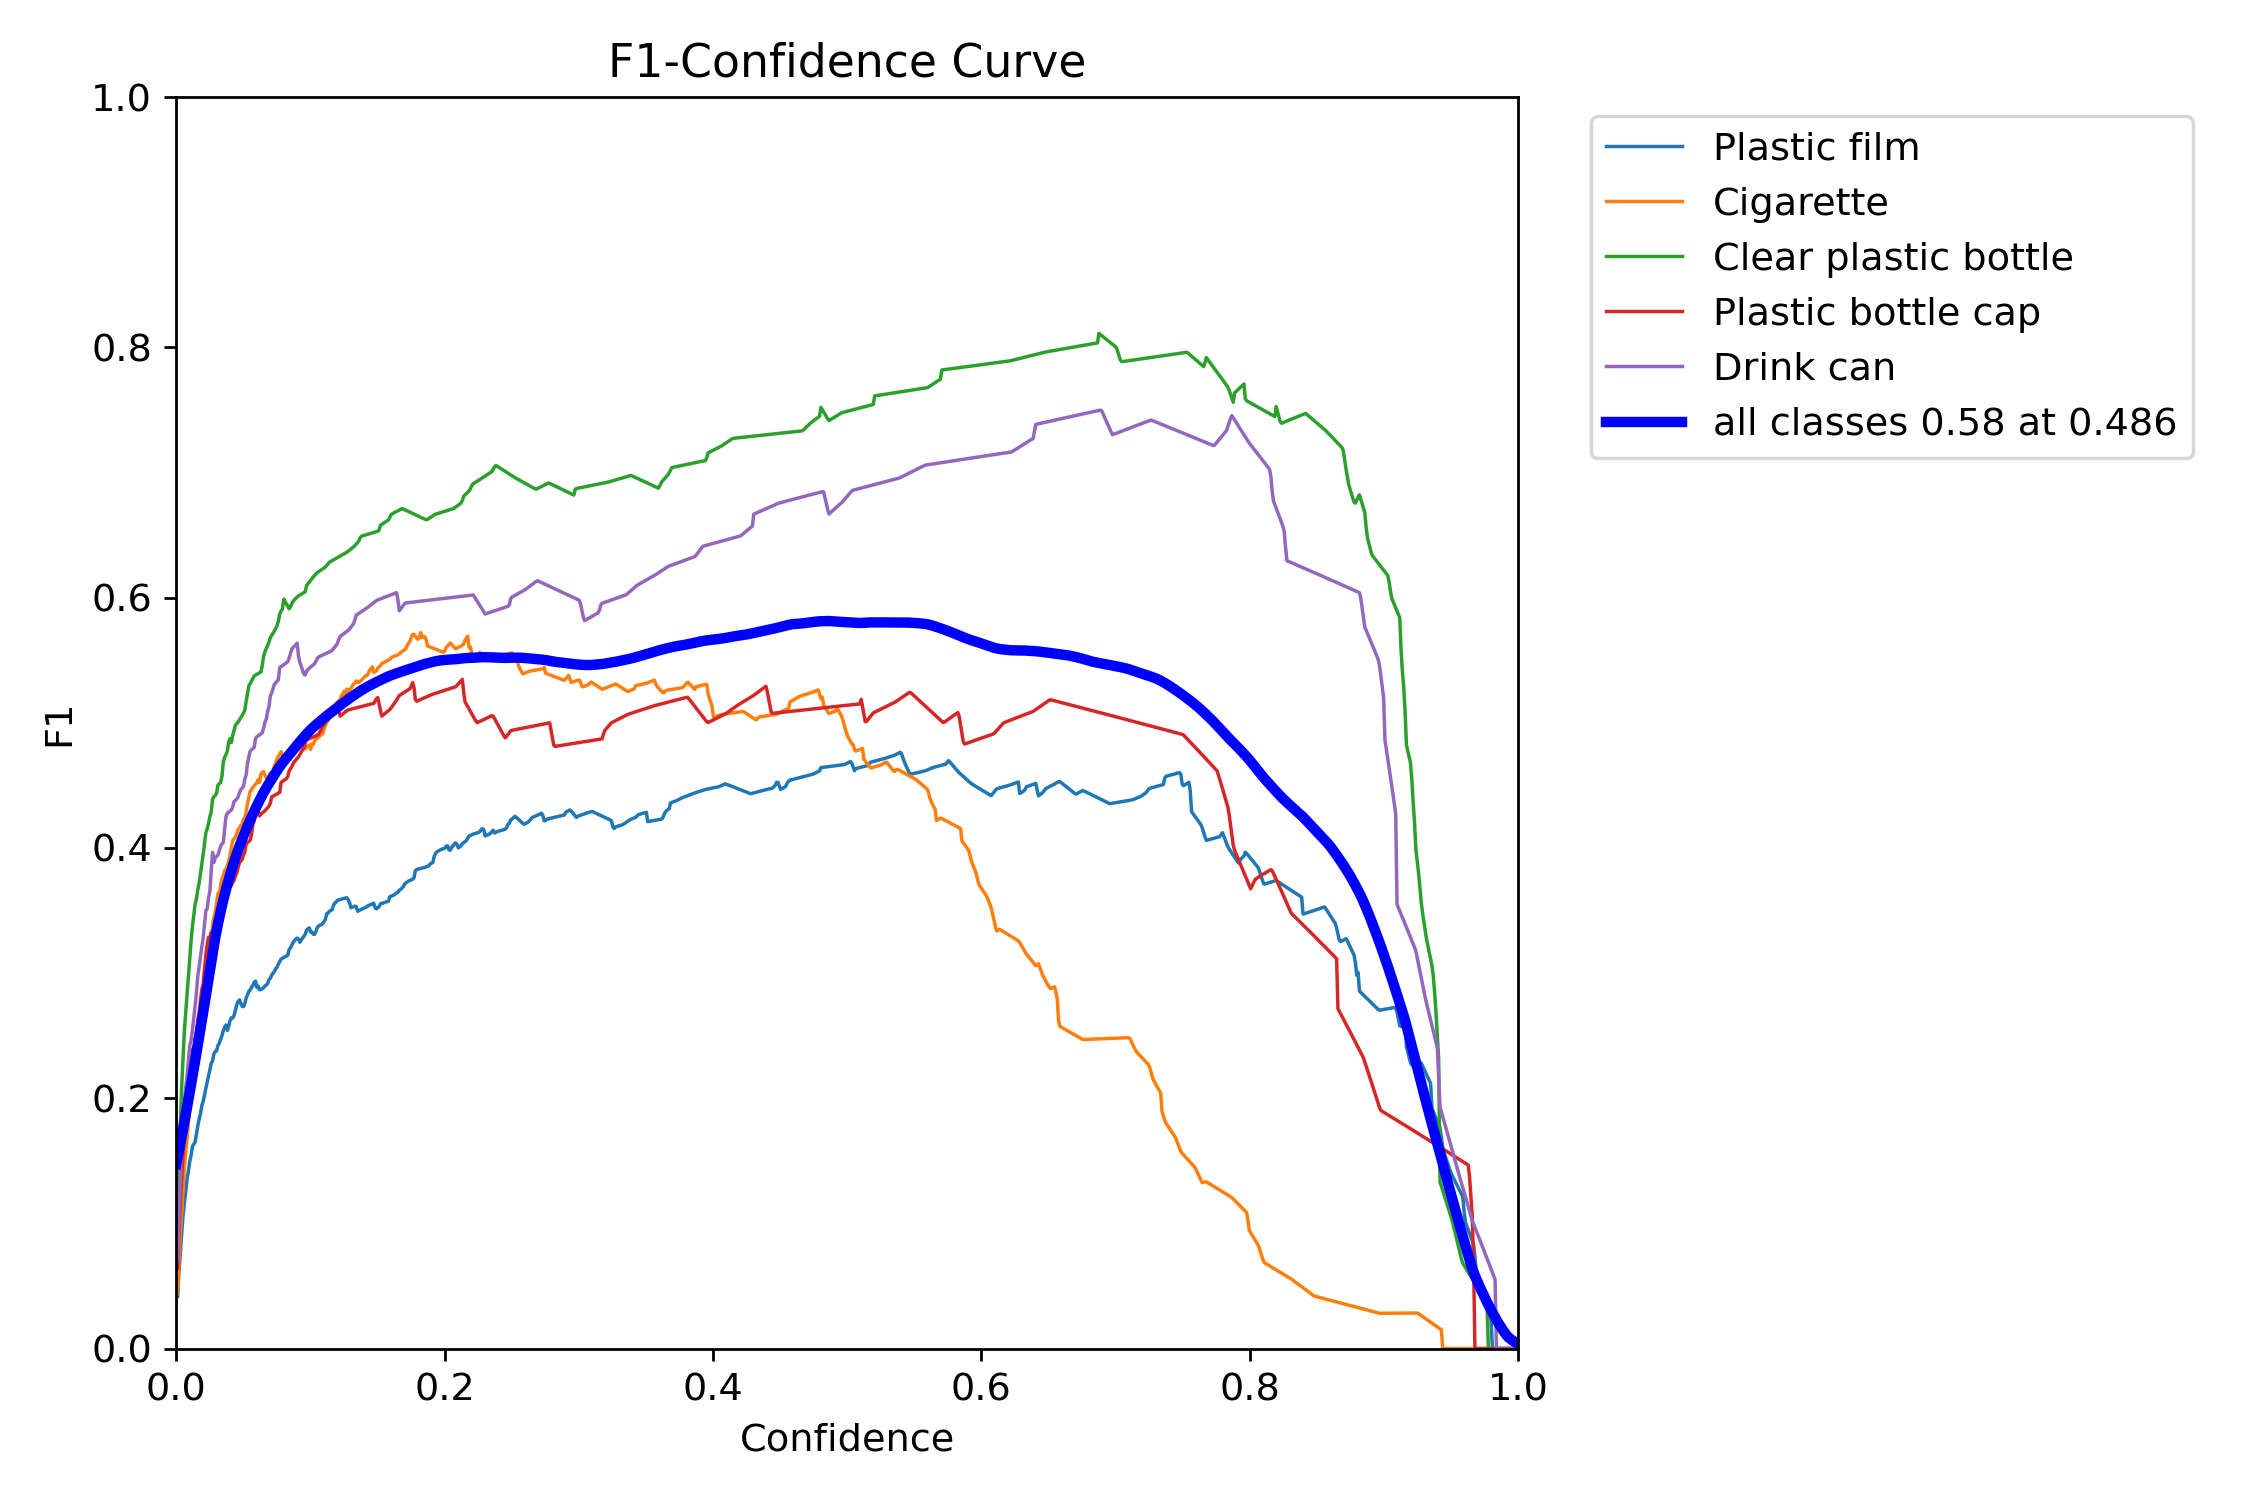 F1-Confidence Curve
1.0
0.8
0.6
0.4
0.2
0.0
F1
0.0 0.2 0.4 0.6 0.8 1.0
Confidence
Plastic film
Cigarette
Clear plastic bottle
Plastic bottle cap
Drink can
all classes 0.58 at 0.486